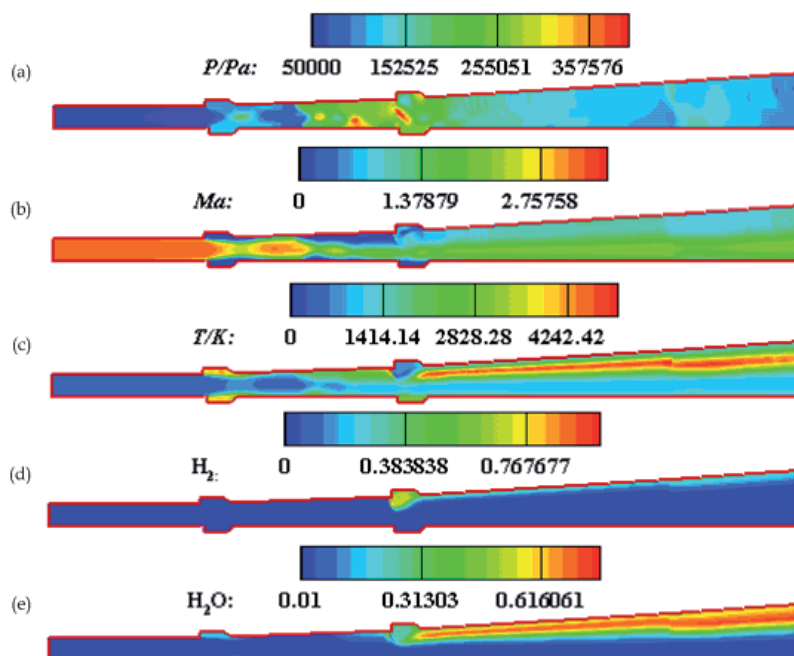 (a)
P/Pa: 50000 152525 255051 357576
(b)
Ma: 0 1.37879 2.75758
(c)
T/K: 0 1414.14 2828.28 4242.42
(d)
H2: 0 0.383838 0.767677
(e)
H2O: 0.01 0.31303 0.616061